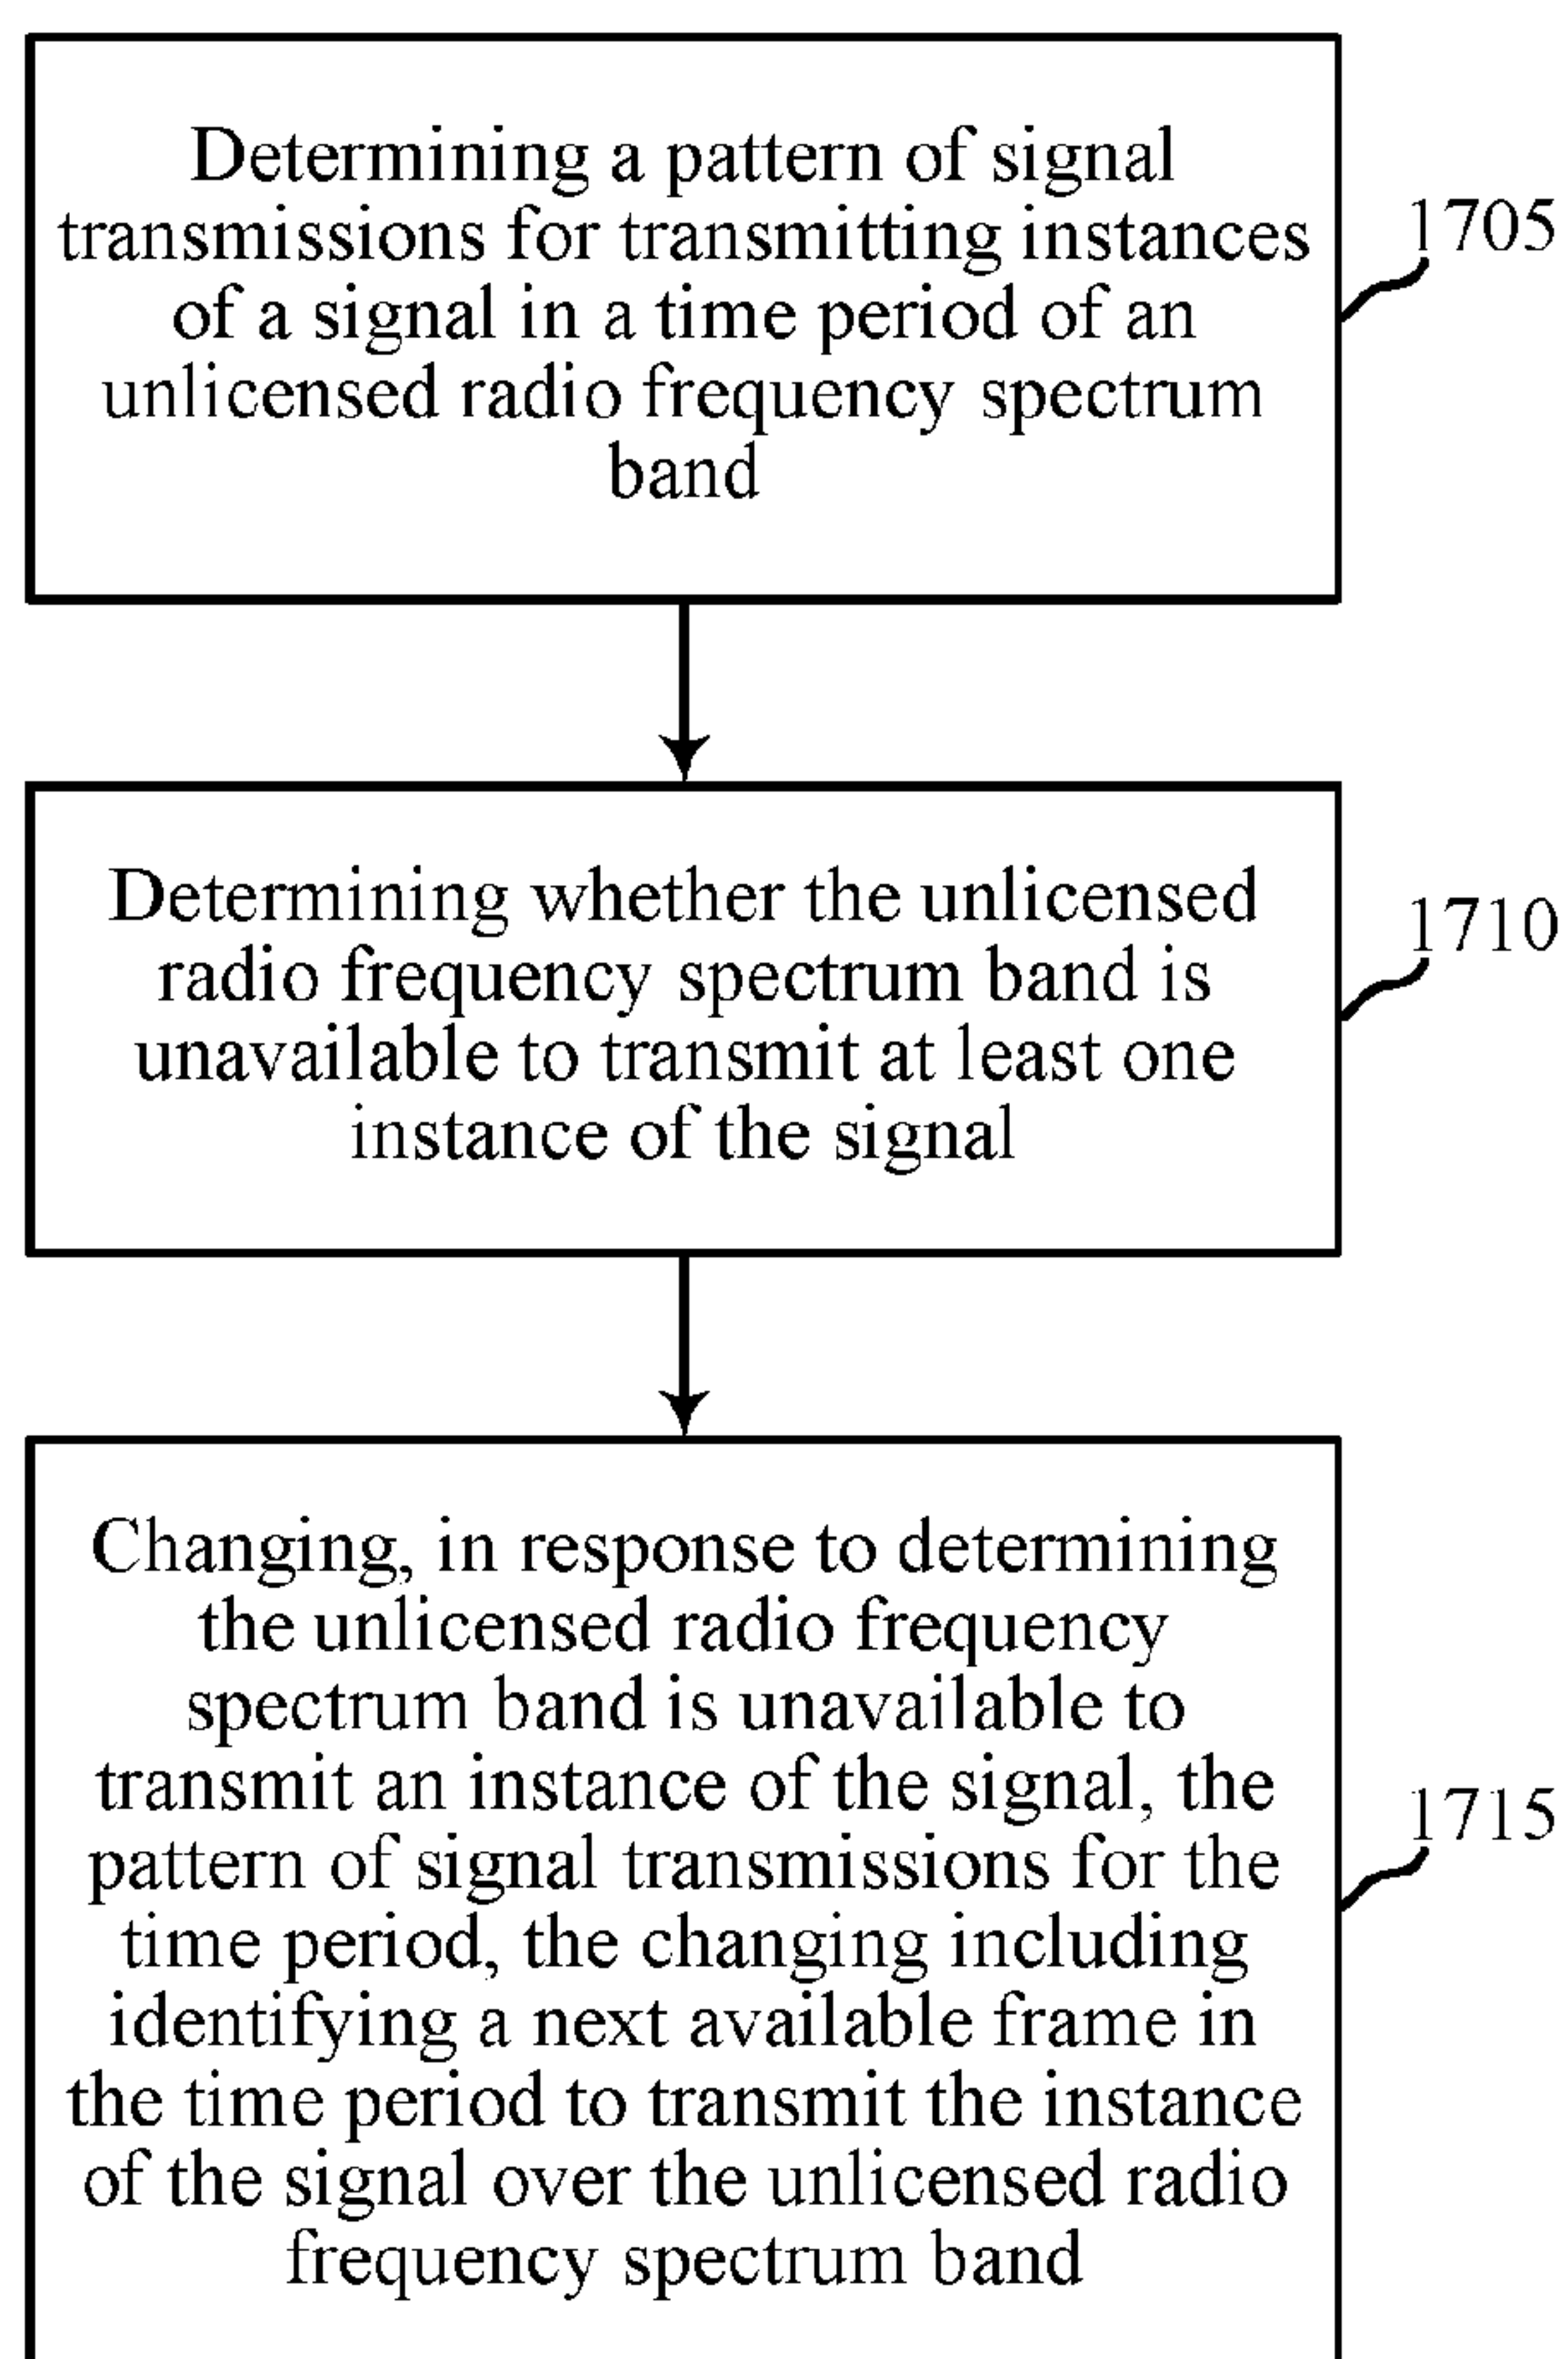 Determining a pattern of signal
transmissions for transmitting instances
of a signal in a time period of an
unlicensed radio frequency spectrum
band
1705
Determining whether the unlicensed
radio frequency spectrum band is
unavailable to transmit at least one
instance of the signal
1710
Changing, in response to determining
the unlicensed radio frequency
spectrum band is unavailable to
transmit an instance of the signal, the
pattern of signal transmissions for the
time period, the changing including
identifying a next available frame in
the time period to transmit the instance
of the signal over the unlicensed radio
frequency spectrum band
1715